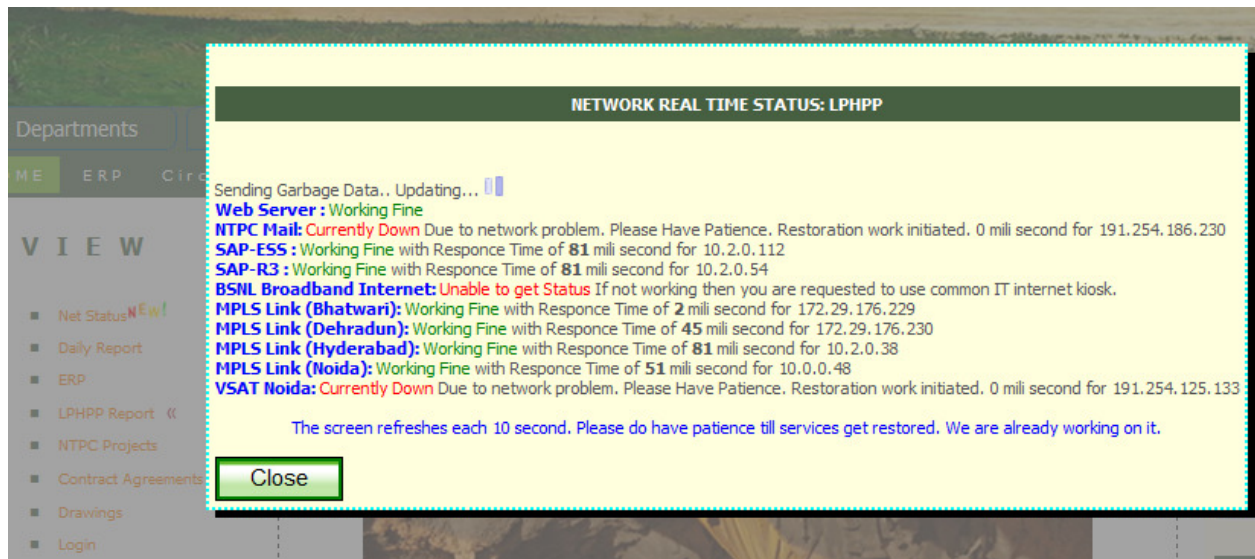 NETWORK REAL TIME STATUS: LPHPP
Departments
ME ERP Circ
Sending Garbage Data.. Updating...
Web Server : Working Fine
NTPC Mail: Currently Down Due to network problem. Please Have Patience. Restoration work initiated. 0 mili second for 191.254.186.230
SAP-ESS : Working Fine with Responce Time of 81 mili second for 10.2.0.112
SAP-R3 : Working Fine with Responce Time of 81 mili second for 10.2.0.54
BSNL Broadband Internet: Unable to get Status If not working then you are requested to use common IT internet kiosk.
MPLS Link (Bhatwari): Working Fine with Responce Time of 2 mili second for 172.29.176.229
MPLS Link (Dehradun): Working Fine with Responce Time of 45 mili second for 172.29.176.230
MPLS Link (Hyderabad): Working Fine with Responce Time of 81 mili second for 10.2.0.38
MPLS Link (Noida): Working Fine with Responce Time of 51 mili second for 10.0.0.48
VSAT Noida: Currently Down Due to network problem. Please Have Patience. Restoration work initiated. 0 mili second for 191.254.125.133
The screen refreshes each 10 second. Please do have patience till services get restored. We are already working on it.
Close
VIEW
Net Status NEW!
Daily Report
ERP
LPHPP Report
NTPC Projects
Contract Agreements
Drawings
Login